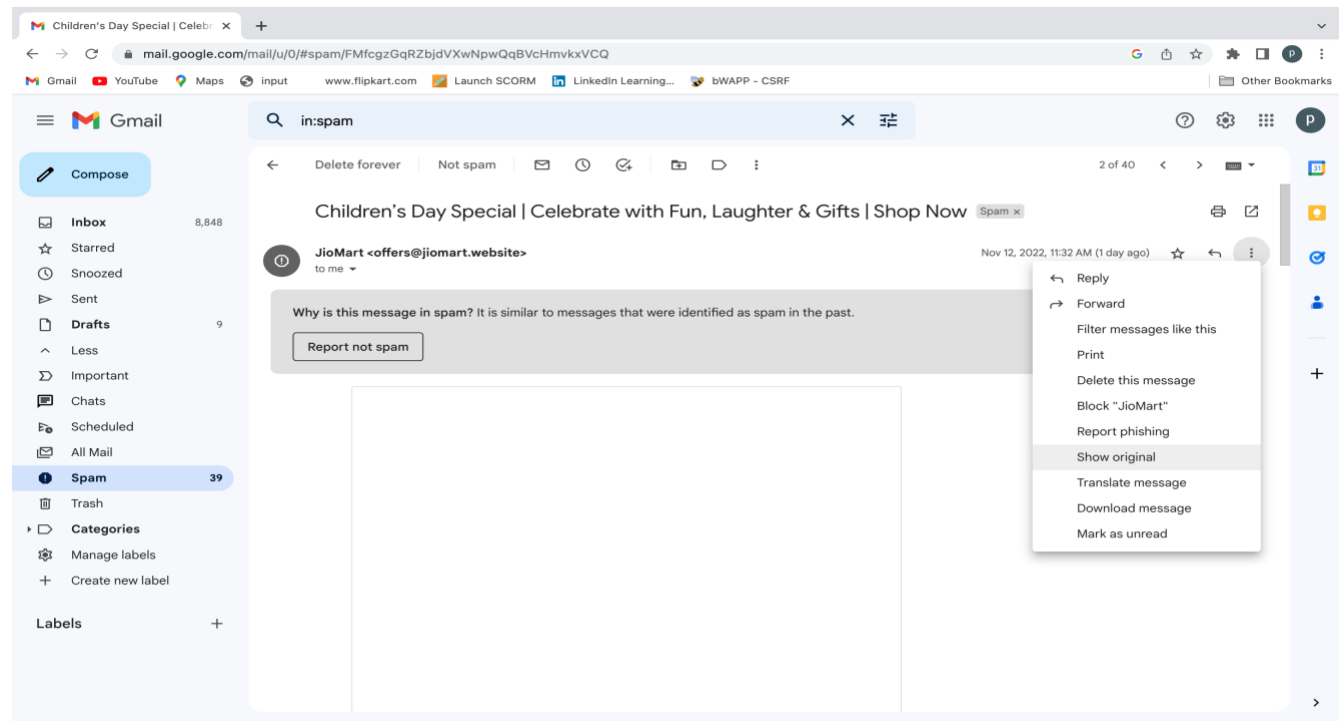 Children's Day Special | Celebr
mail.google.com/mail/u/0/#spam/FMfcgzGqRZbjdVXwNpwQqBVcHmvkxVCQ
G
P
Gmail YouTube Maps input www.flipkart.com Launch SCORM LinkedIn Learning... bWAPP - CSRF Other Bookmarks
Gmail in:spam P
Compose
Delete forever Not spam 2 of 40
31
Children's Day Special | Celebrate with Fun, Laughter & Gifts | Shop Now Spam x
JioMart <offers@jiomart.website> Nov 12, 2022, 11:32 AM (1 day ago)
to me
Why is this message in spam? It is similar to messages that were identified as spam in the past.
Report not spam
Reply
Forward
Filter messages like this
Print
Delete this message
Block "JioMart"
Report phishing
Show original
Translate message
Download message
Mark as unread
Inbox 8,848
Starred
Snoozed
Sent
Drafts 9
Less
Important
Chats
Scheduled
All Mail
Spam 39
Trash
Categories
Manage labels
Create new label
Labels